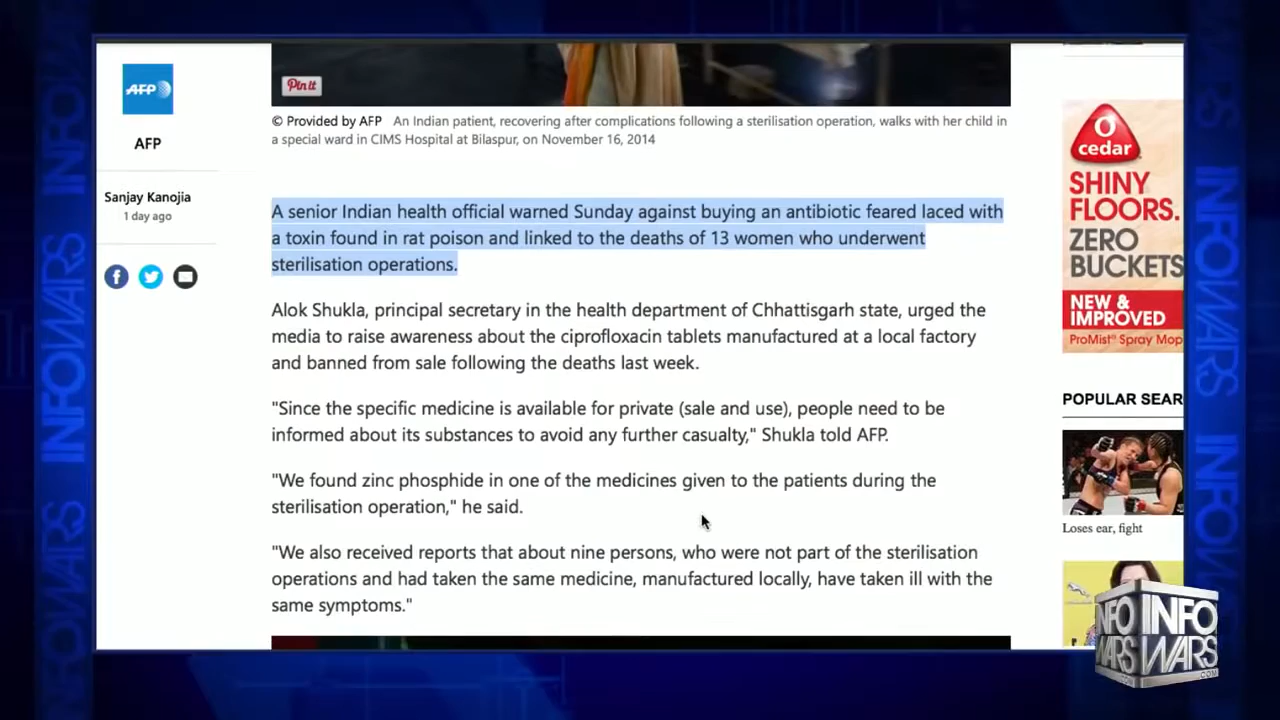 AFP
AFP
Sanjay Kanojia
1 day ago
Pin it
© Provided by AFP An Indian patient, recovering after complications following a sterilisation operation, walks with her child in
a special ward in CIMS Hospital at Bilaspur, on November 16, 2014
A senior Indian health official warned Sunday against buying an antibiotic feared laced with
a toxin found in rat poison and linked to the deaths of 13 women who underwent
sterilisation operations.
Alok Shukla, principal secretary in the health department of Chhattisgarh state, urged the
media to raise awareness about the ciprofloxacin tablets manufactured at a local factory
and banned from sale following the deaths last week.
"Since the specific medicine is available for private (sale and use), people need to be
informed about its substances to avoid any further casualty," Shukla told AFP.
"We found zinc phosphide in one of the medicines given to the patients during the
sterilisation operation," he said.
"We also received reports that about nine persons, who were not part of the sterilisation
operations and had taken the same medicine, manufactured locally, have taken ill with the
same symptoms."
O
cedar
SHINY
FLOORS.
ZERO
BUCKETS
NEW &
IMPROVED
ProMist® Spray Mop
POPULAR SEAR
Loses ear, fight
INFOWARS
INFOWARS
INFOWARS
INFOWARS
INFO
WARS
INFO
WARS
.COM